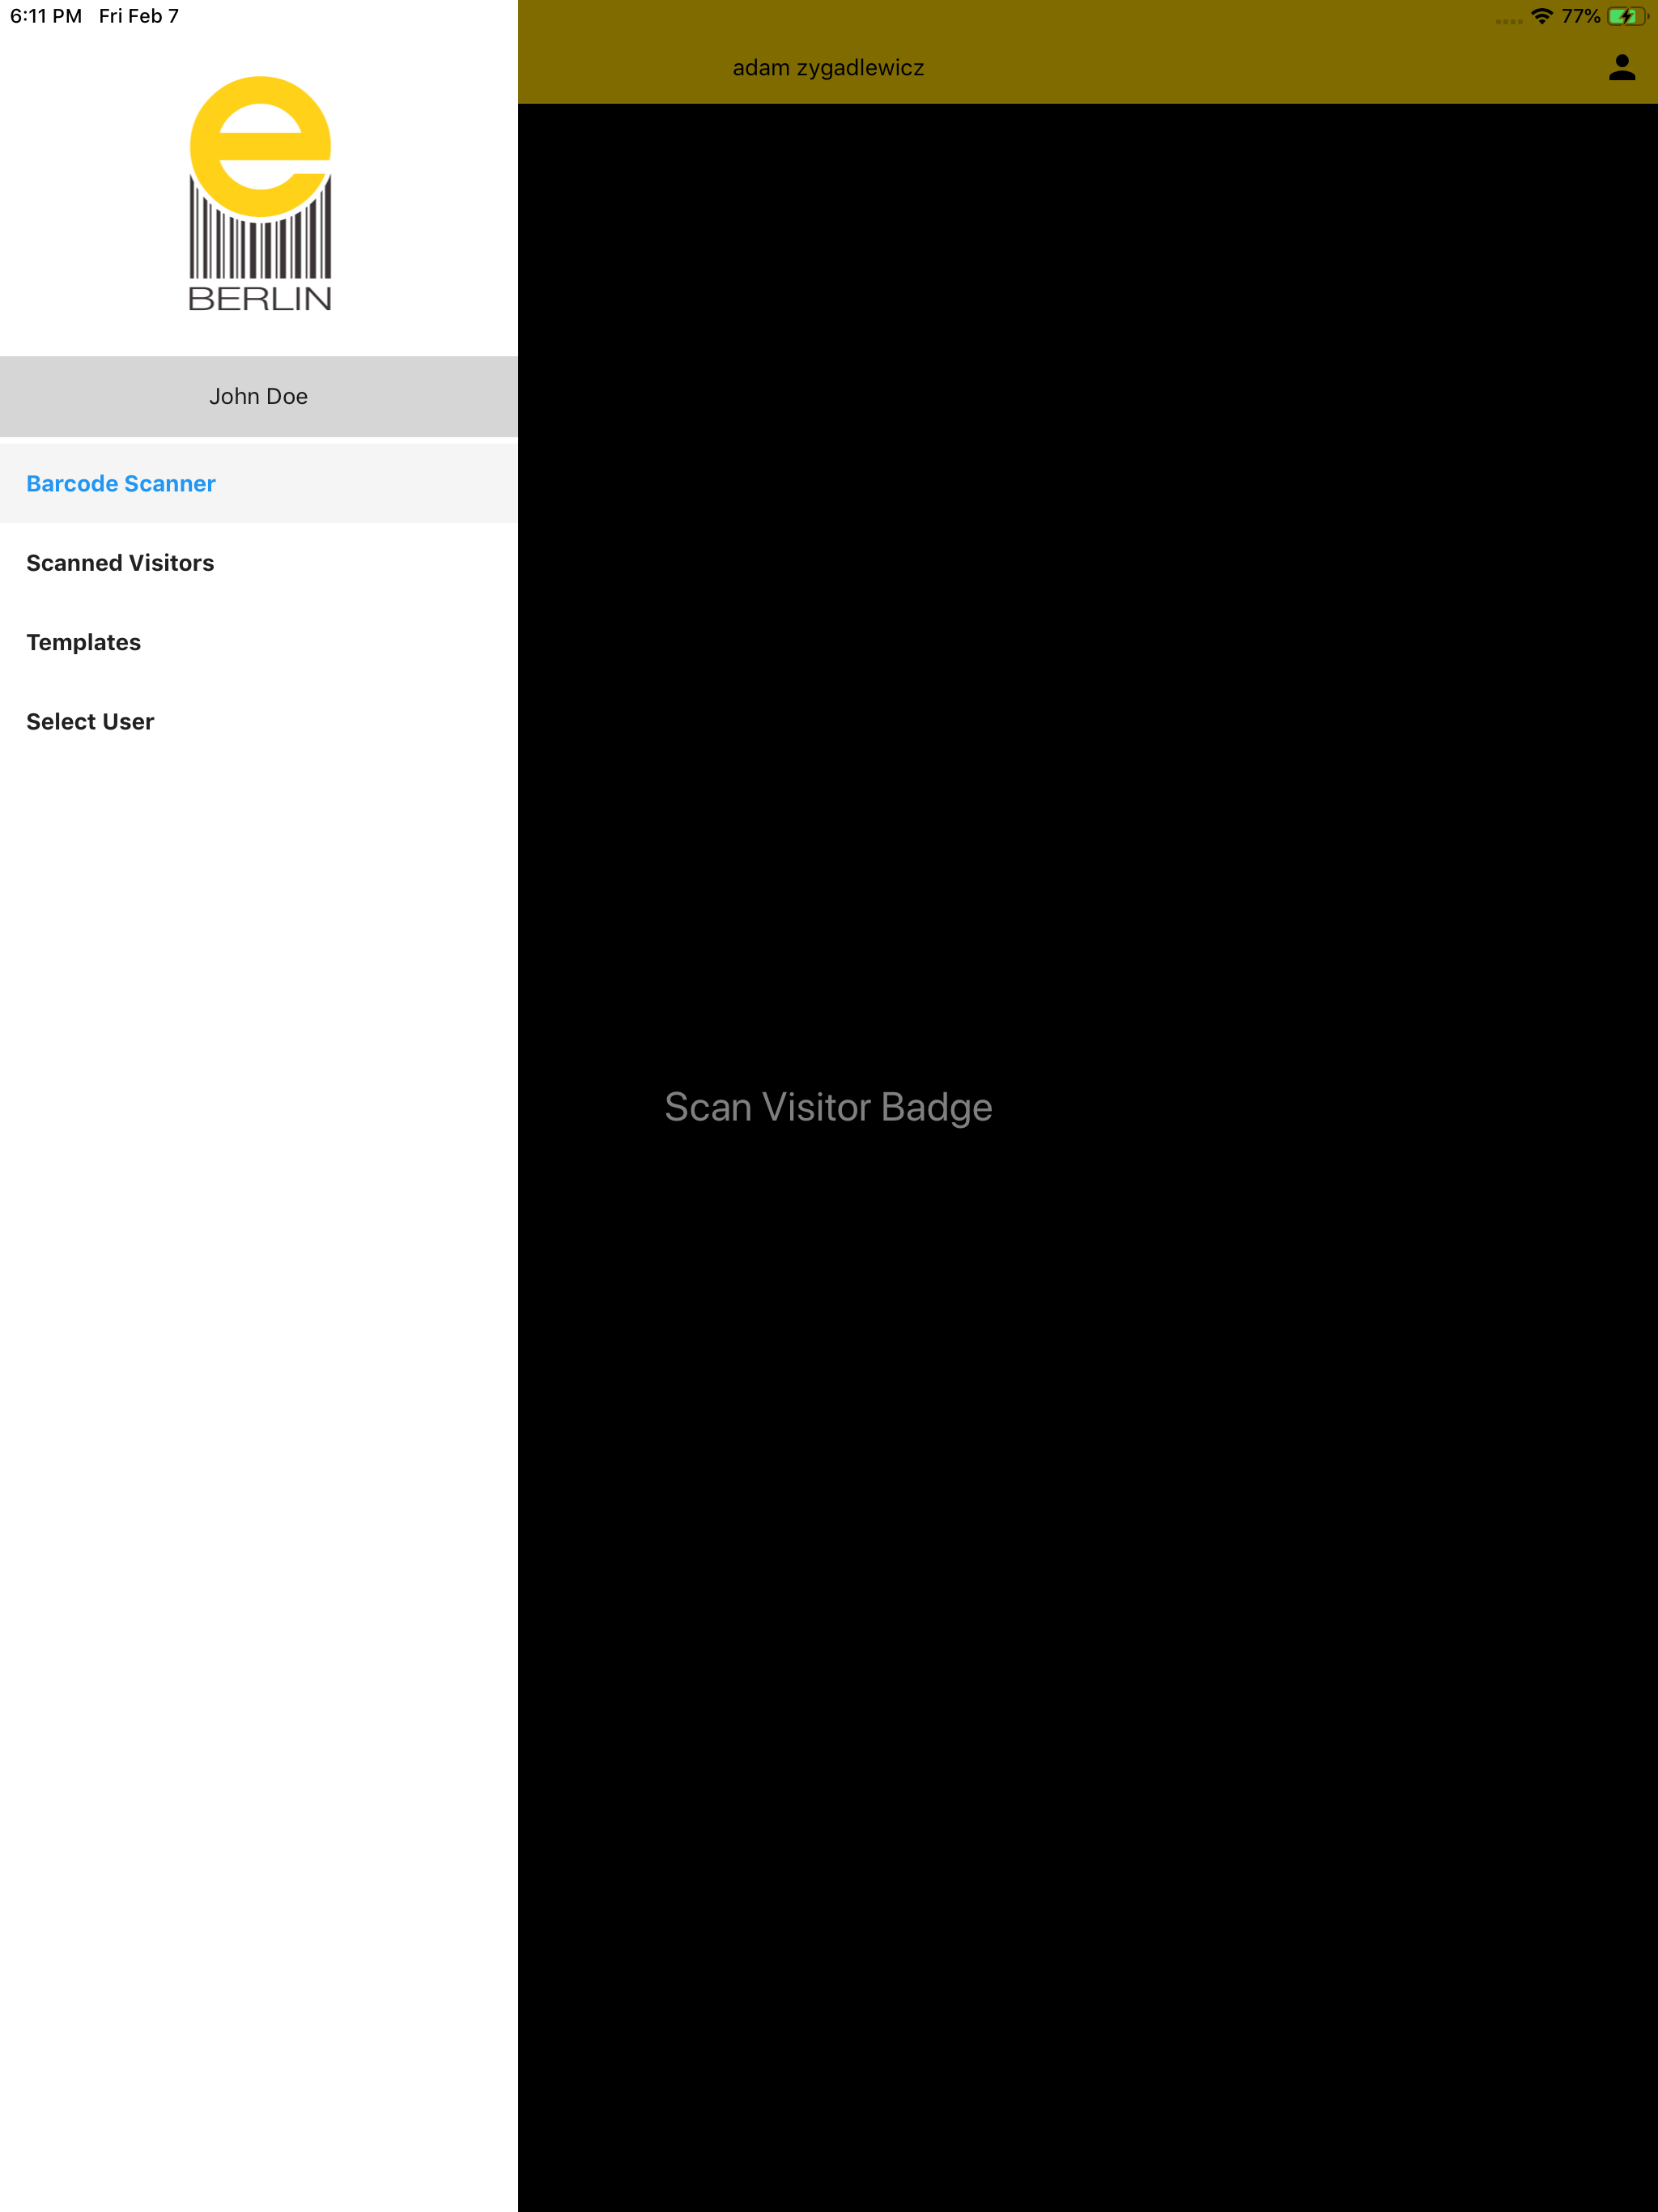 6:11 PM Fri Feb 7
77%
adam zygadlewicz
e
BERLIN
John Doe
Barcode Scanner
Scanned Visitors
Templates
Select User
Scan Visitor Badge